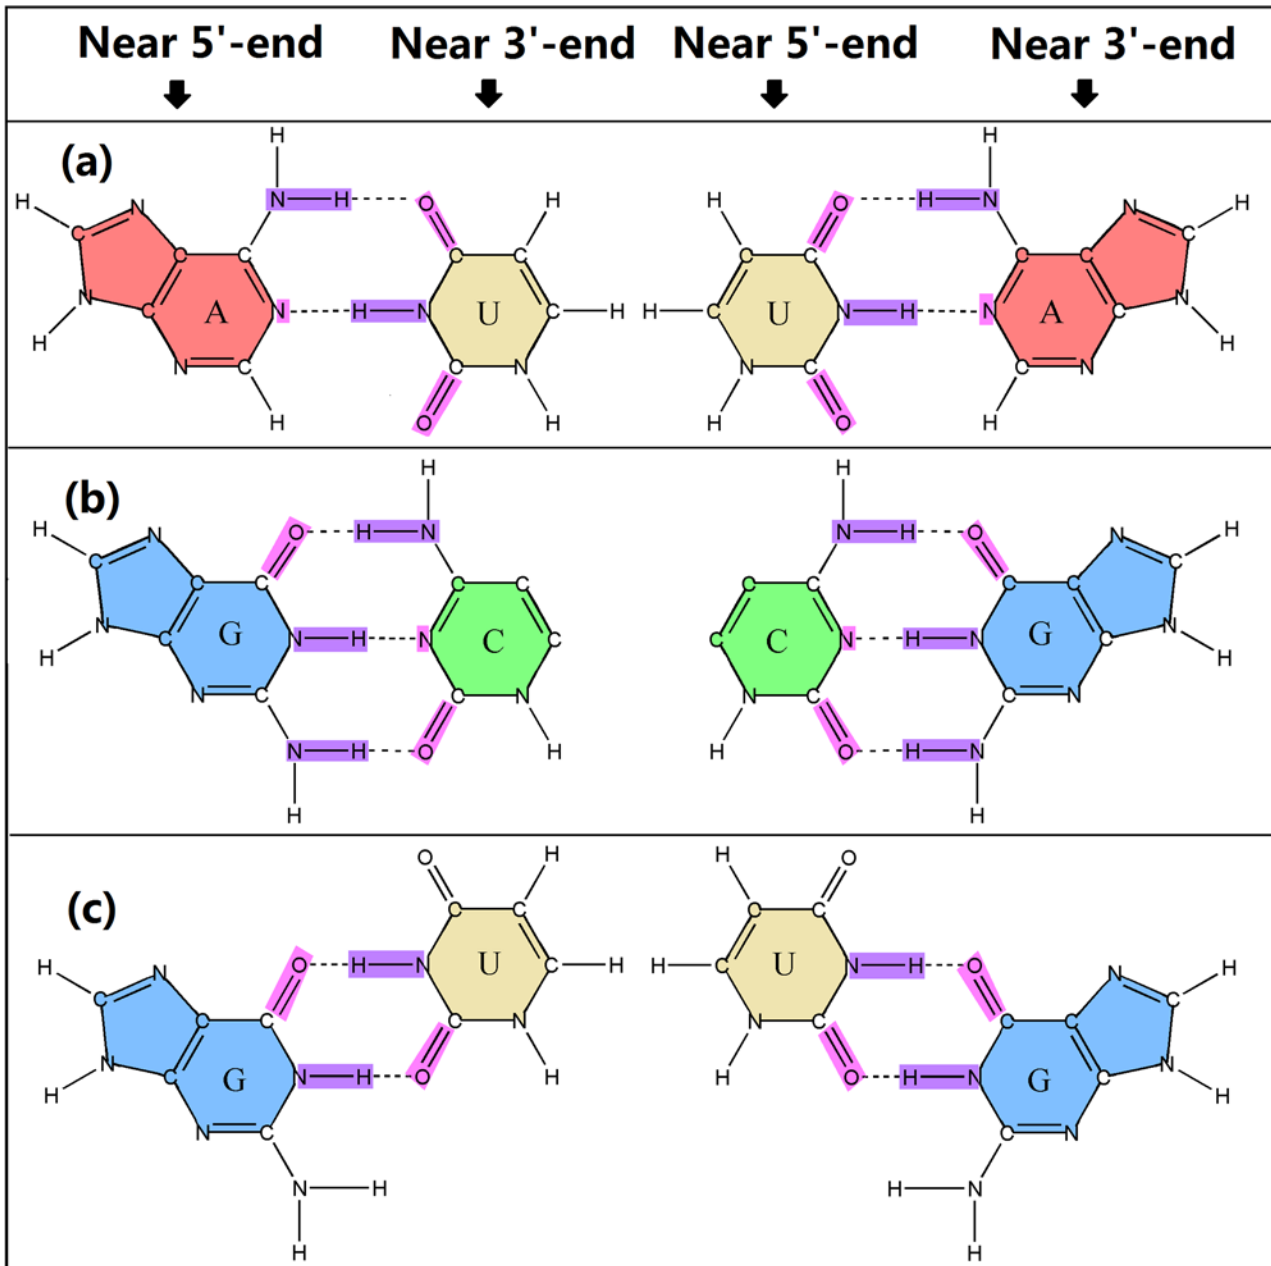 Near 5'-end Near 3'-end Near 5'-end Near 3'-end
H H
(a)
H N N H O H H O H N N H
C C
C C C C C C C C
N C A N H N U C H H C U N H N A C N
H H
N C C N N C C N
H O H H O H
H H
(b)
H N O H N N H O N H
C C
C C C C C C C C
N C G N H N C C C C N H N G C N
H H
N C C N N C C N
N H O H H O H N
H H
O H H O
(c)
C C C C
H N O H N U C H H C U N H O N H
C C
C C C N N C C C
N C G N H O H H O H N G C N
H H
N C C N
N H H N
H H